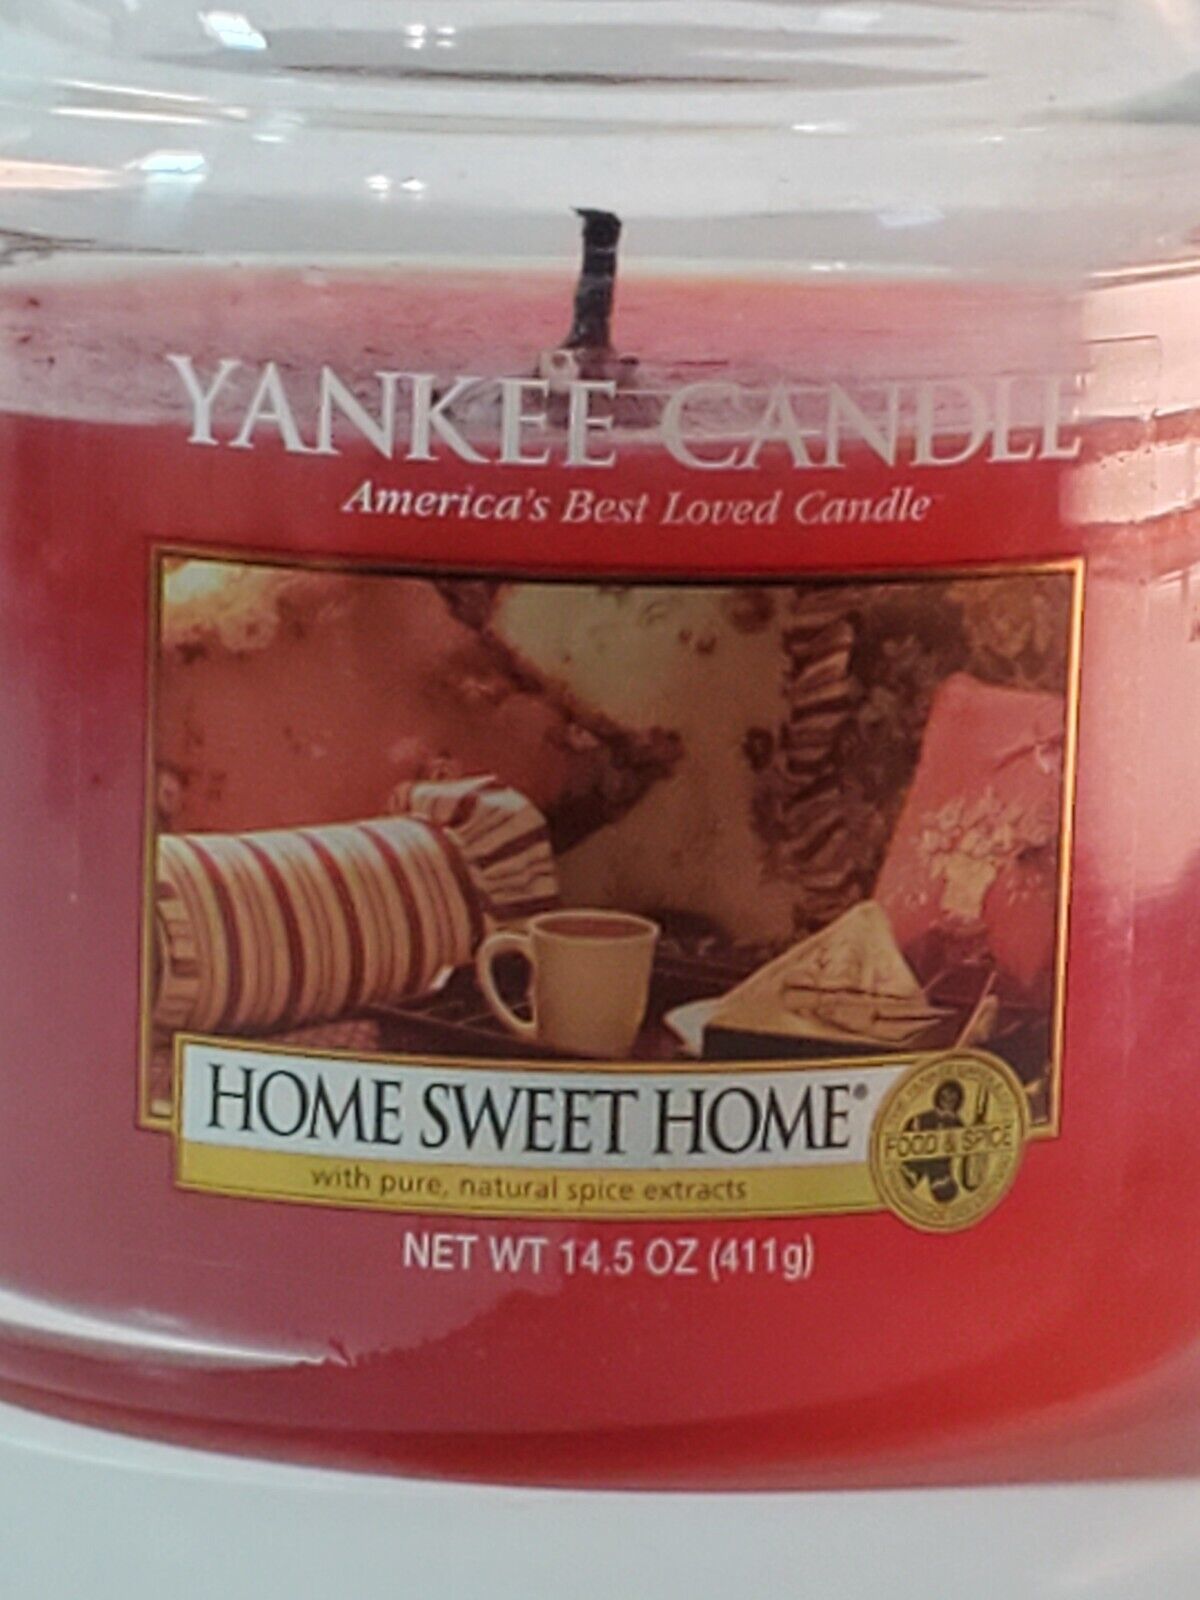 YANKEE CANDLE
America's Best Loved Candle
HOME SWEET HOME®
FOOD & SPICE
with pure, natural spice extracts
NET WT 14.5 OZ (411g)